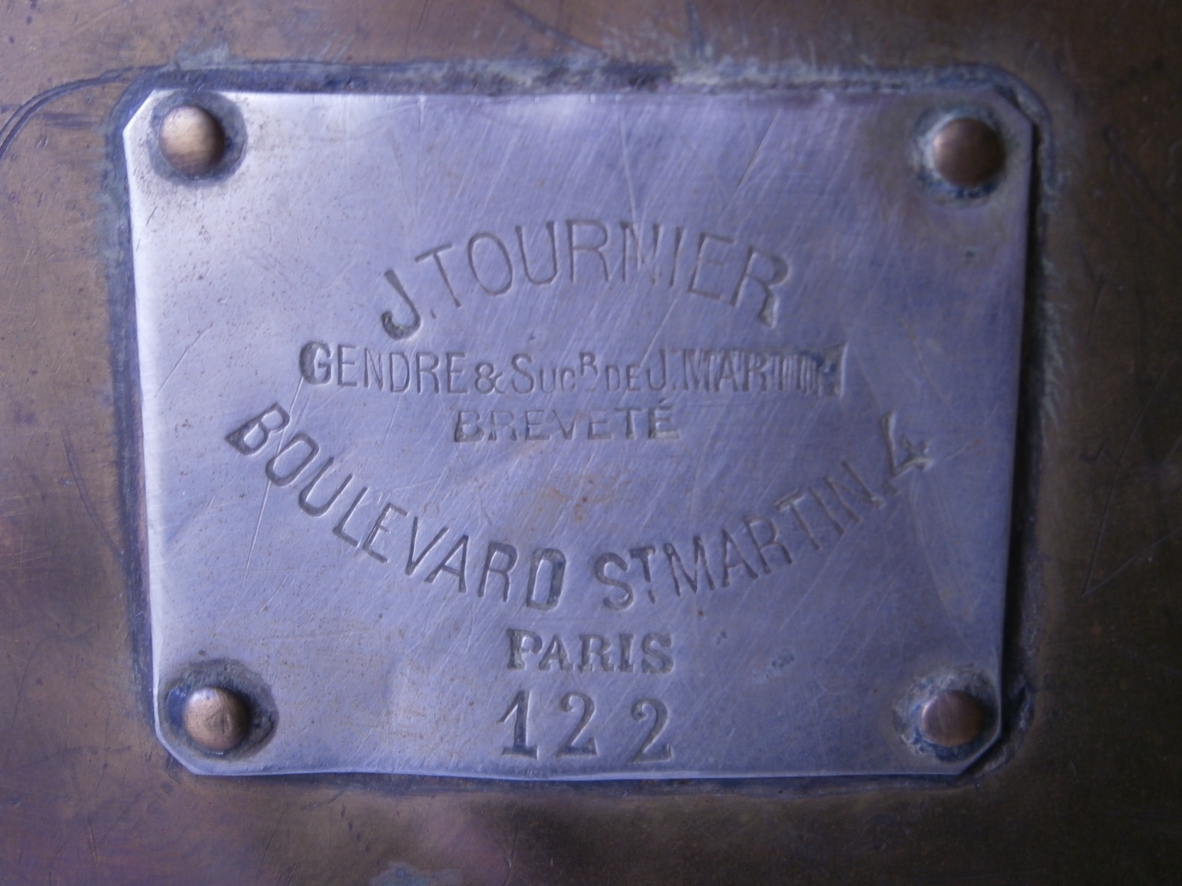 J. TOURNIER
GENDRE & SUCR DE J. MARTIN
BREVETÉ
BOULEVARD ST MARTIN. 4
PARIS
122